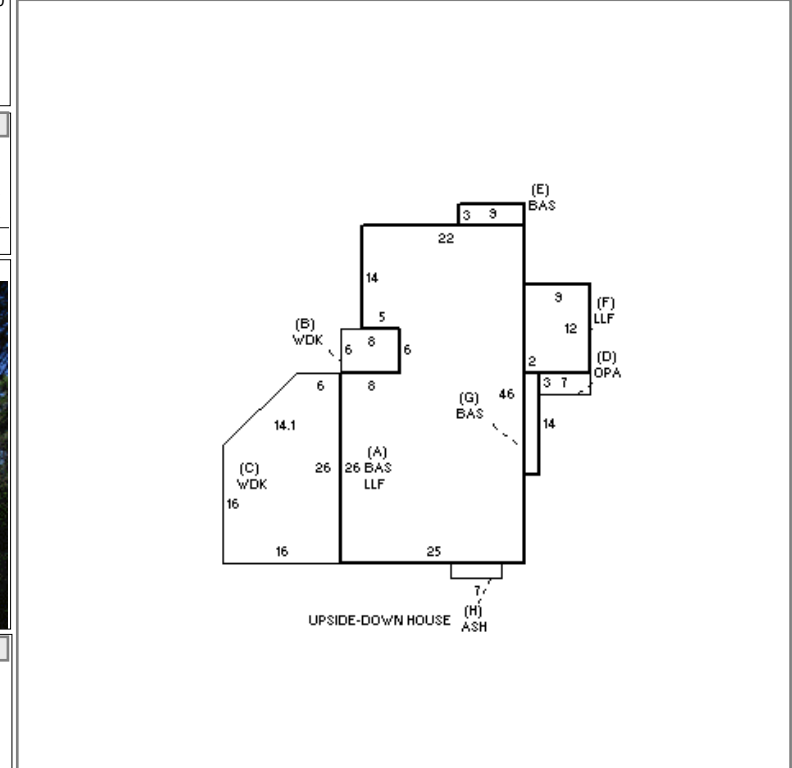 (E)
BAS
3 9
22
14
9
(F)
LLF
5
(B)
WDK
8
12
6
6
2
(D)
OPA
6
8
3 7
46
(G)
BAS
14
14.1
(A)
26
26 BAS
LLF
(C)
WDK
16
16
25
7
(H)
UPSIDE-DOWN HOUSE
ASH